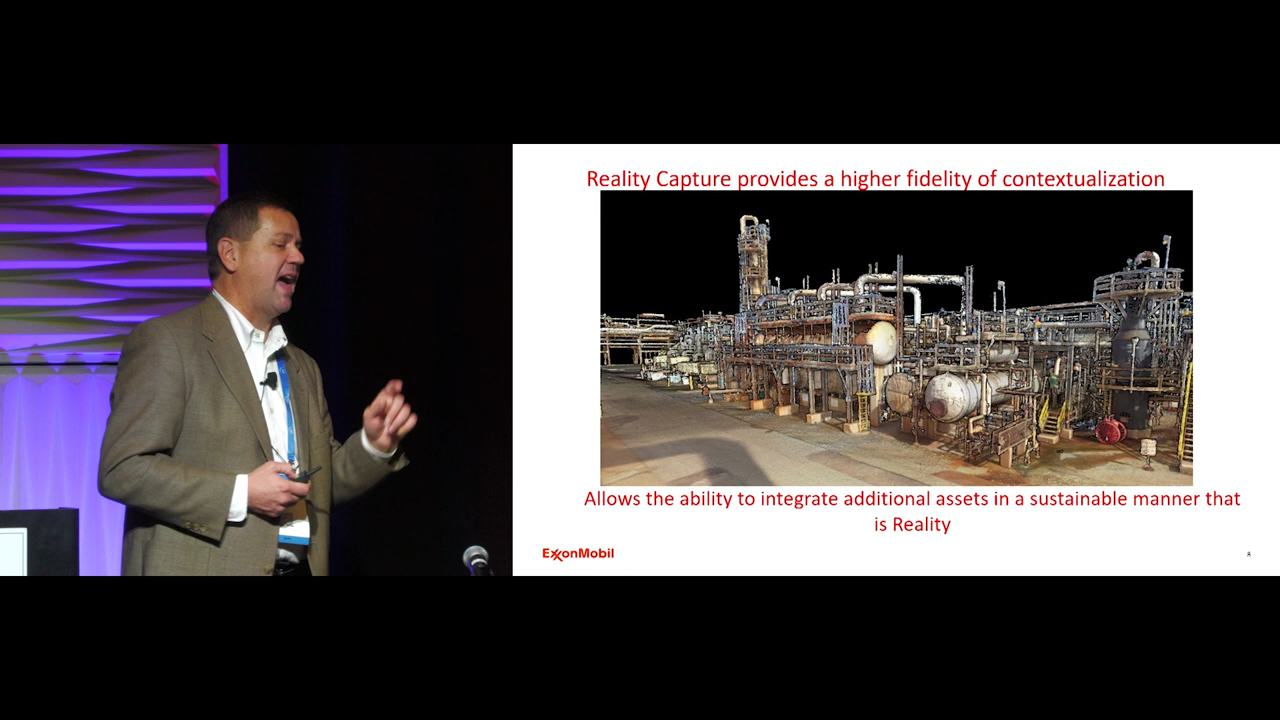 Reality Capture provides a higher fidelity of contextualization
Allows the ability to integrate additional assets in a sustainable manner that
is Reality
ExxonMobil
8